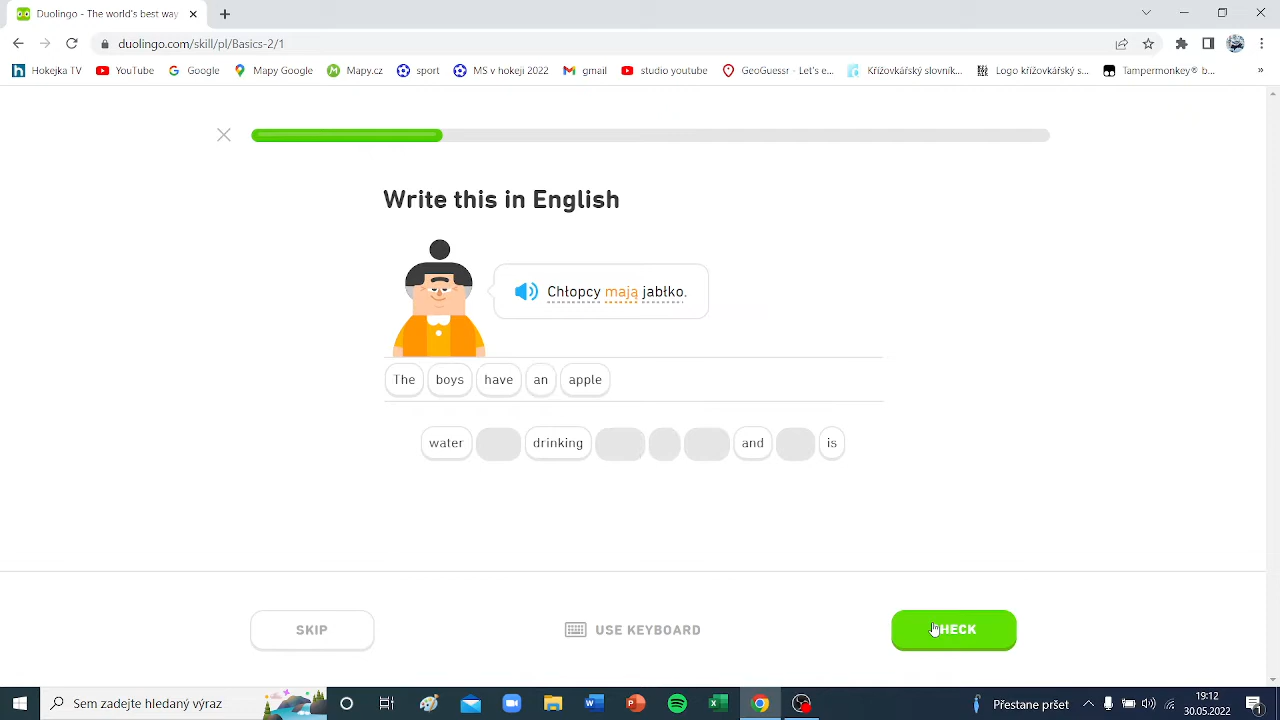 Duolingo - The world's best way
duolingo.com/skill/pl/Basics-2/1
Hokejka TV YouTube Google Mapy Google Mapy.cz sport MS v hokeji 2022 gmail studio youtube GeoGuessr - Let's e... Křížovkářský slovník... Logo křížovkářský s... Tampermonkey® b... »
Write this in English
Chłopcy mają jabłko.
The boys have an apple
water drinking and is
SKIP
USE KEYBOARD
CHECK
Sem zadejte hledaný výraz
Přestane pršet
19:12
30.05.2022